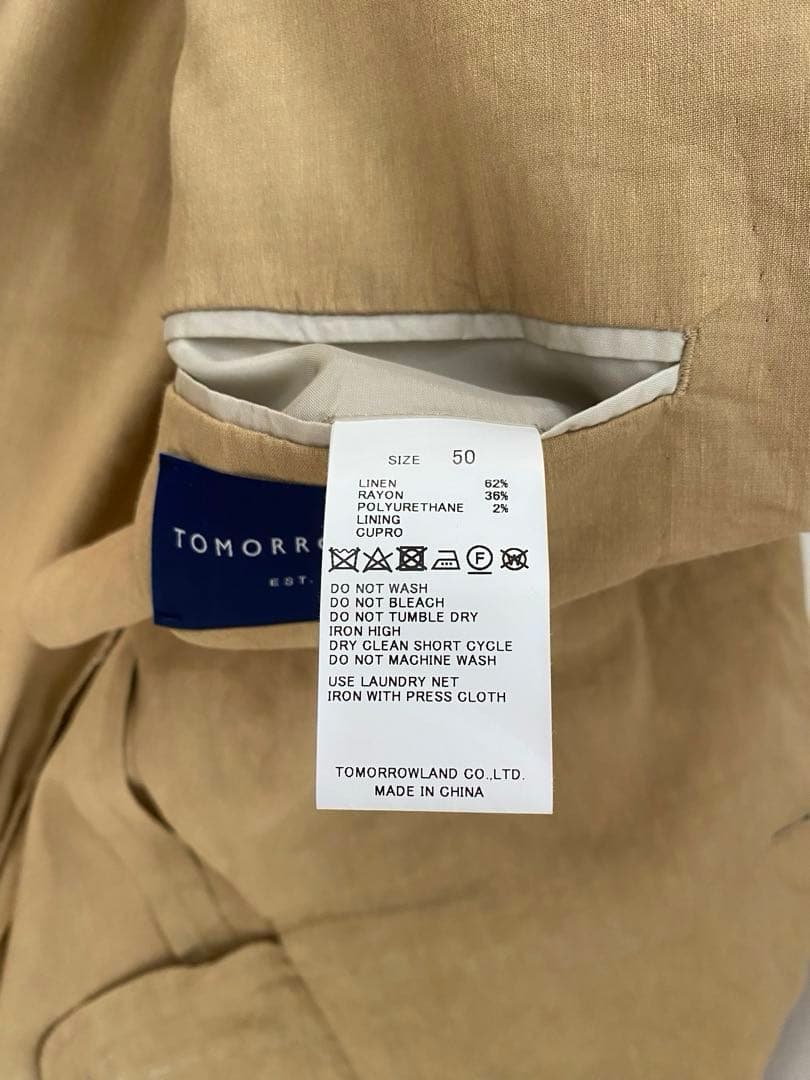 SIZE 50
LINEN 62%
RAYON 36%
POLYURETHANE 2%
LINING
CUPRO
F W
DO NOT WASH
DO NOT BLEACH
DO NOT TUMBLE DRY
IRON HIGH
DRY CLEAN SHORT CYCLE
DO NOT MACHINE WASH
USE LAUNDRY NET
IRON WITH PRESS CLOTH
TOMORROWLAND CO.,LTD.
MADE IN CHINA
TOMORR
EST.